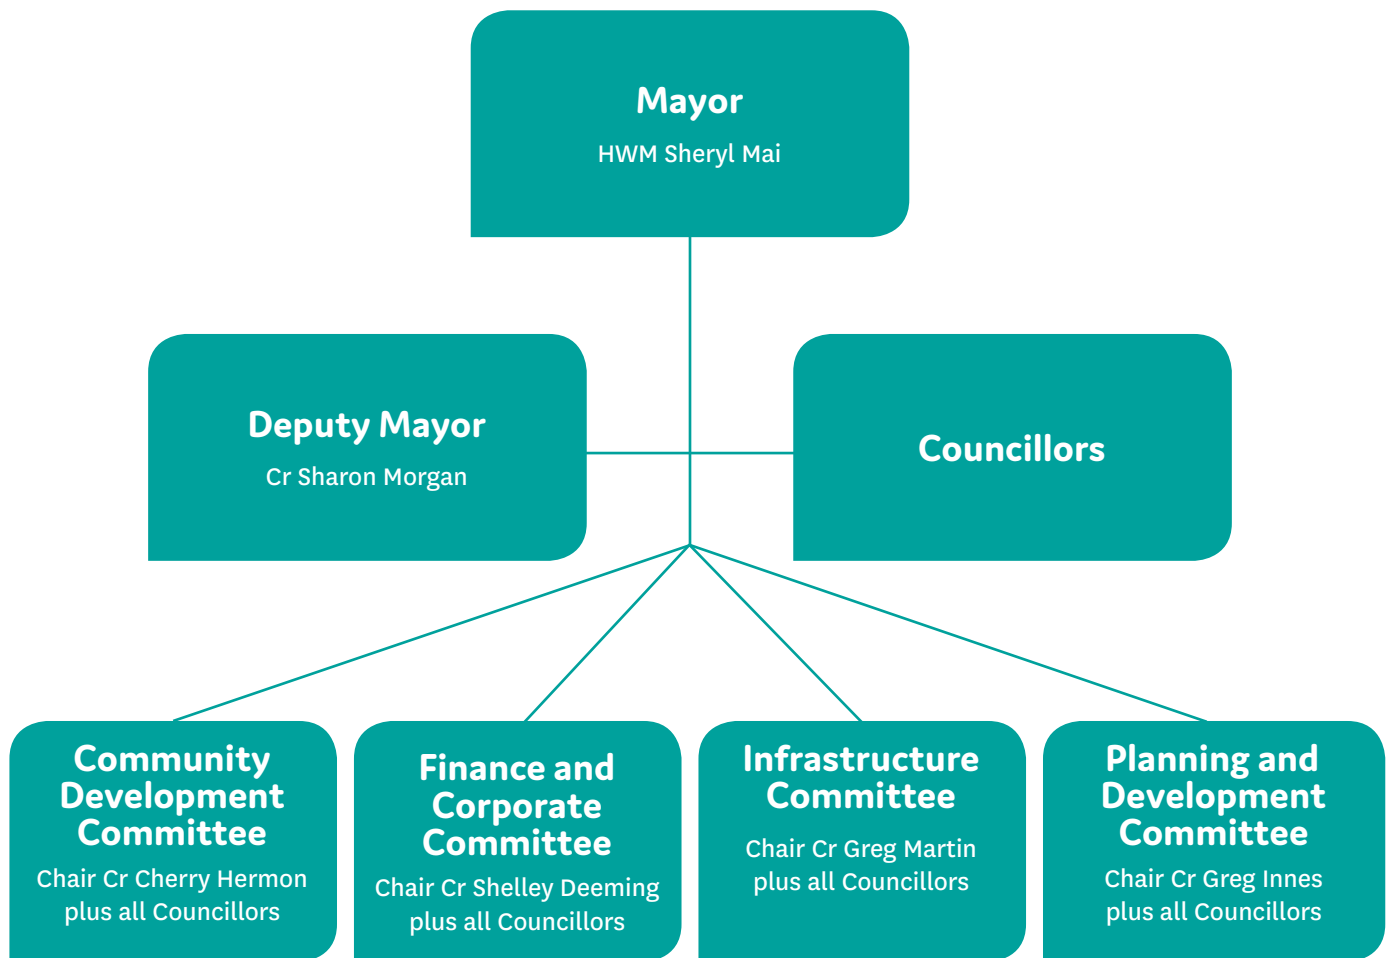 Mayor
HWM Sheryl Mai
Deputy Mayor
Cr Sharon Morgan
Councillors
Community
Development
Committee
Chair Cr Cherry Hermon
plus all Councillors
Finance and
Corporate
Committee
Chair Cr Shelley Deeming
plus all Councillors
Infrastructure
Committee
Chair Cr Greg Martin
plus all Councillors
Planning and
Development
Committee
Chair Cr Greg Innes
plus all Councillors